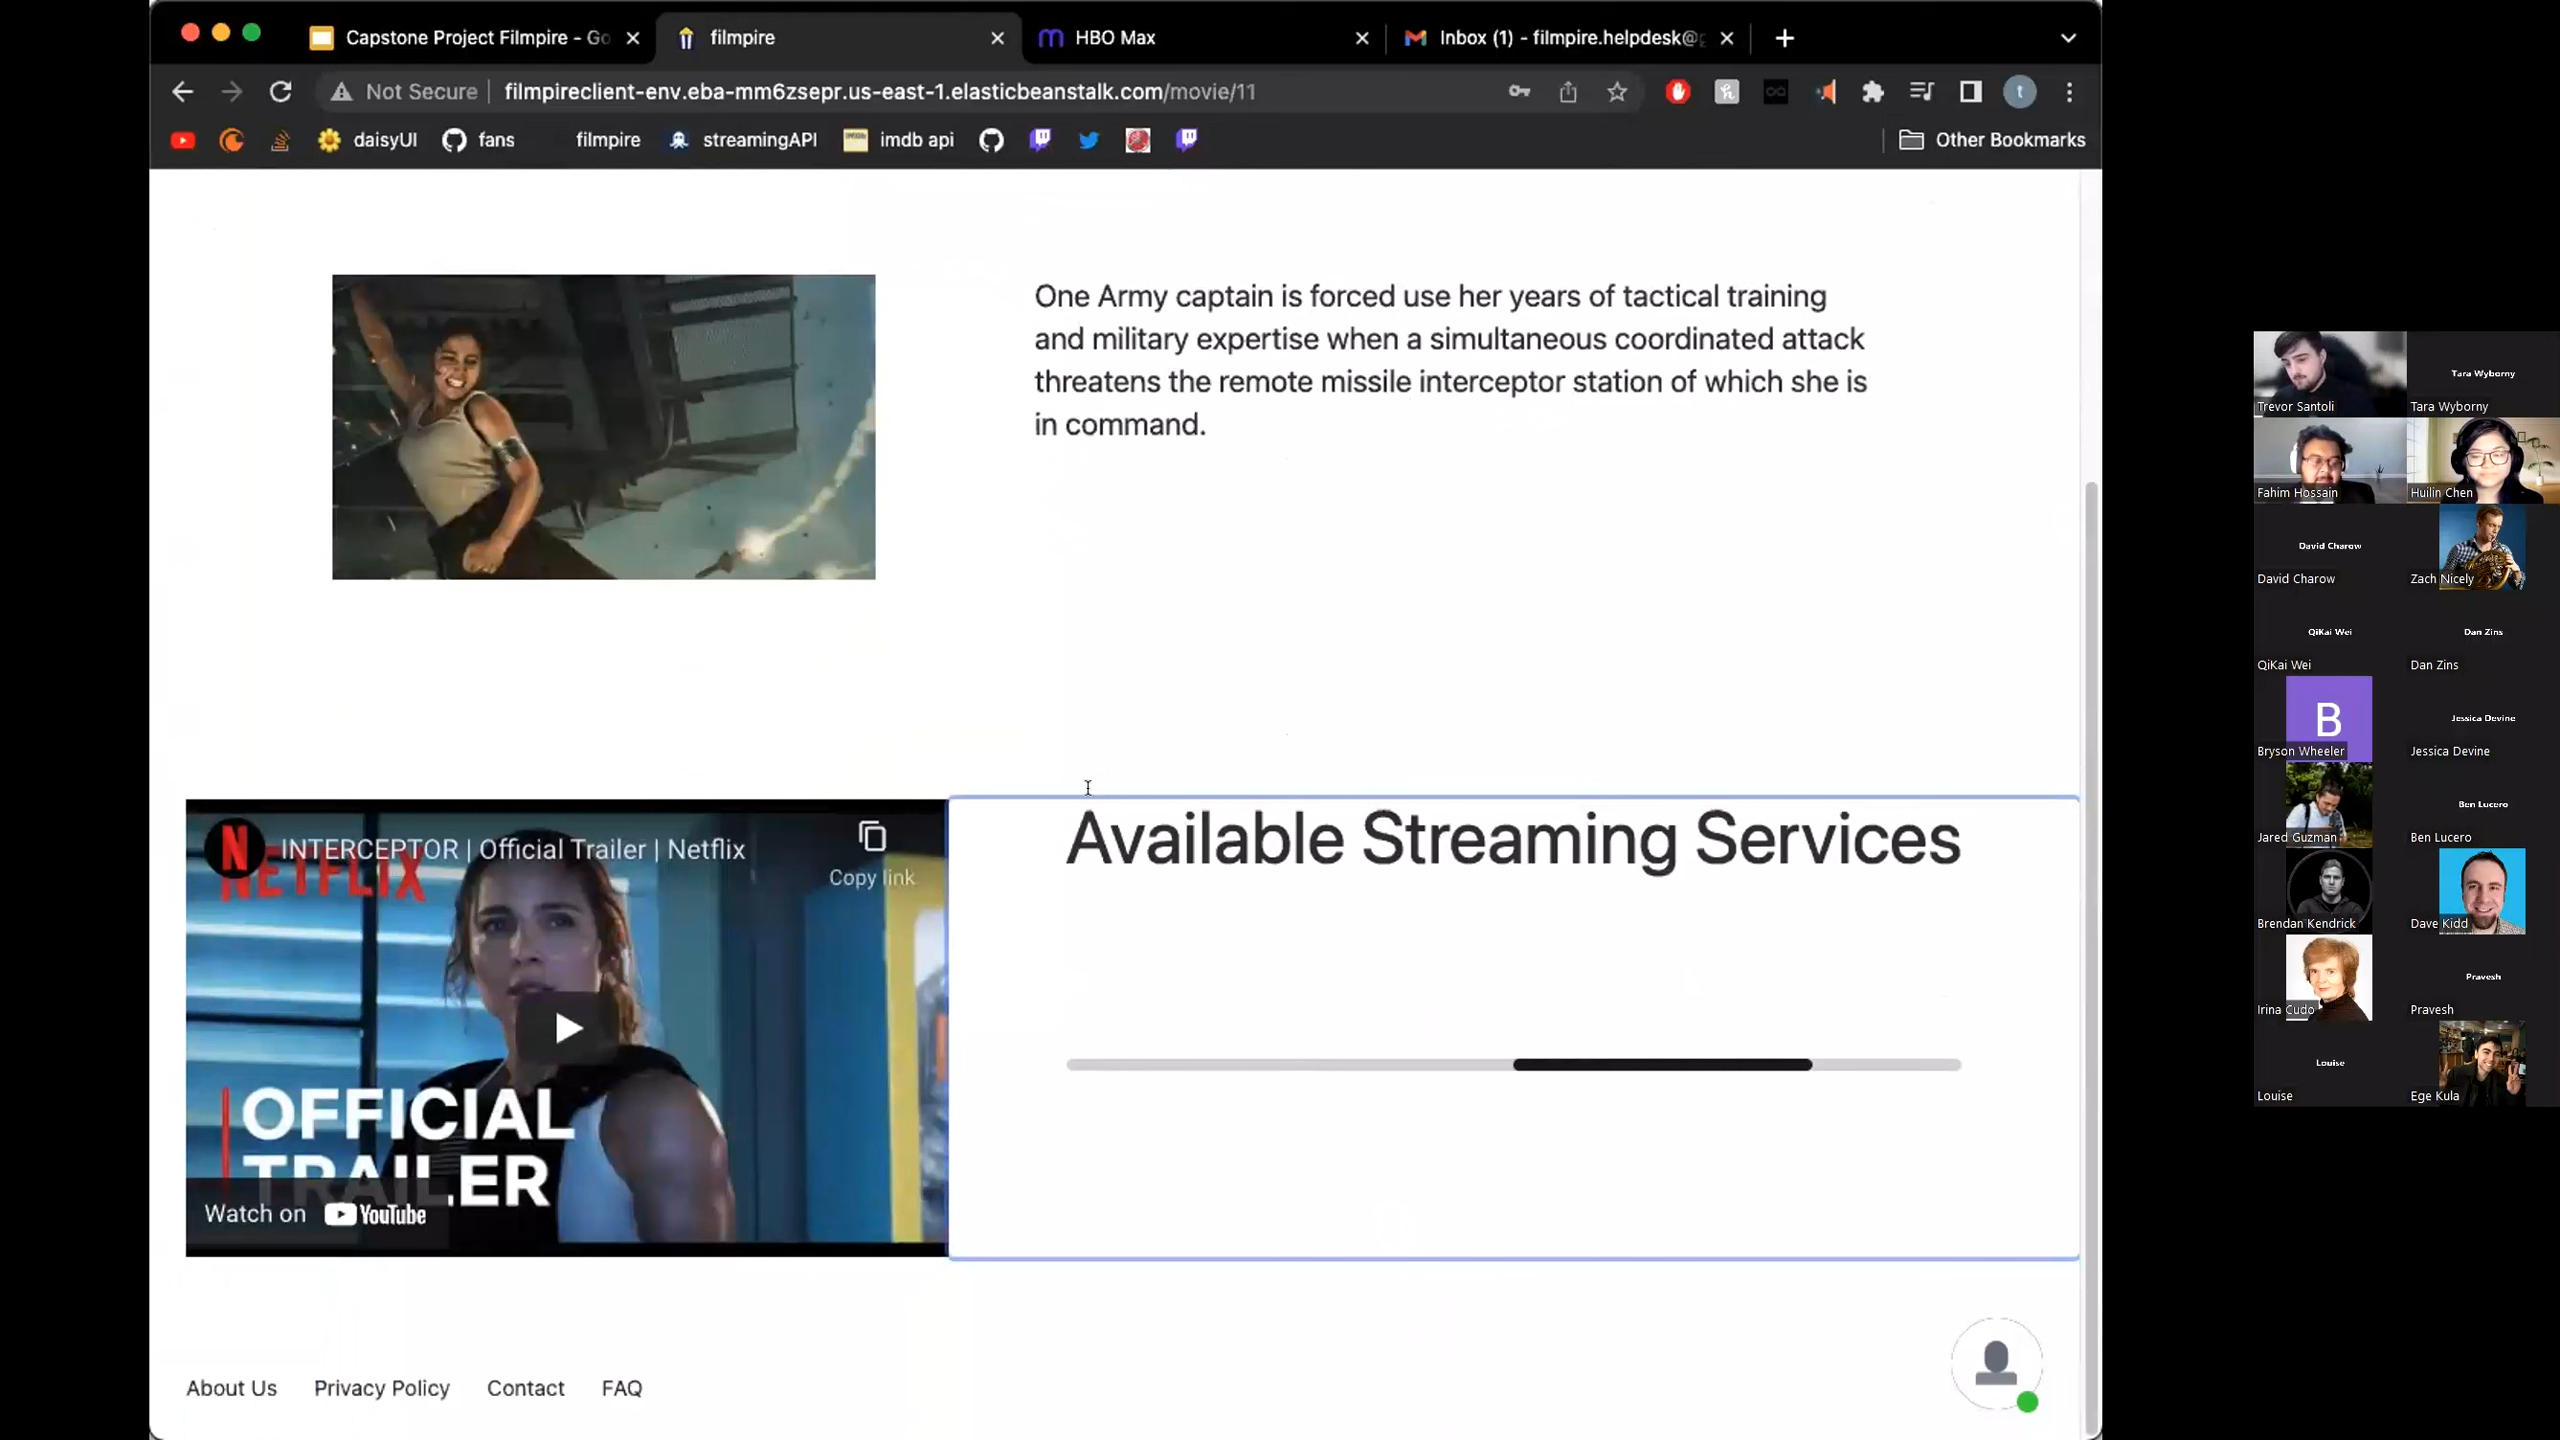 Capstone Project Filmpire - Go
filmpire
HBO Max
Inbox (1) - filmpire.helpdesk@g
Not Secure
filmpireclient-env.eba-mm6zsepr.us-east-1.elasticbeanstalk.com/movie/11
t
daisyUI
fans
filmpire
streamingAPI
imdb api
Other Bookmarks
One Army captain is forced use her years of tactical training
and military expertise when a simultaneous coordinated attack
threatens the remote missile interceptor station of which she is
in command.
N
INTERCEPTOR | Official Trailer | Netflix
NETFLIX
Copy link
OFFICIAL
TRAILER
Watch on YouTube
Available Streaming Services
About Us
Privacy Policy
Contact
FAQ
Trevor Santoli
Tara Wyborny
Tara Wyborny
Fahim Hossain
Huilin Chen
David Charow
David Charow
Zach Nicely
QiKai Wei
QiKai Wei
Dan Zins
Dan Zins
B
Bryson Wheeler
Jessica Devine
Jessica Devine
Jared Guzman
Ben Lucero
Ben Lucero
Brendan Kendrick
Dave Kidd
Irina Cudo
Pravesh
Pravesh
Louise
Louise
Ege Kula